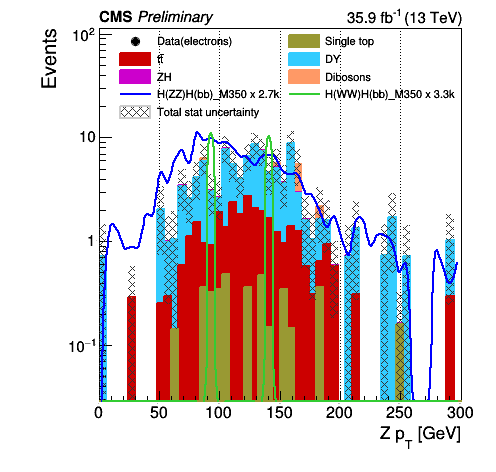 CMS Preliminary 35.9 fb⁻¹ (13 TeV)
Events
Data(electrons) Single top
tt̄ DY
ZH Dibosons
H(ZZ)H(bb)_M350 x 2.7k H(WW)H(bb)_M350 x 3.3k
Total stat uncertainty
10²
10
1
10⁻¹
0 50 100 150 200 250 300
Z p_T [GeV]